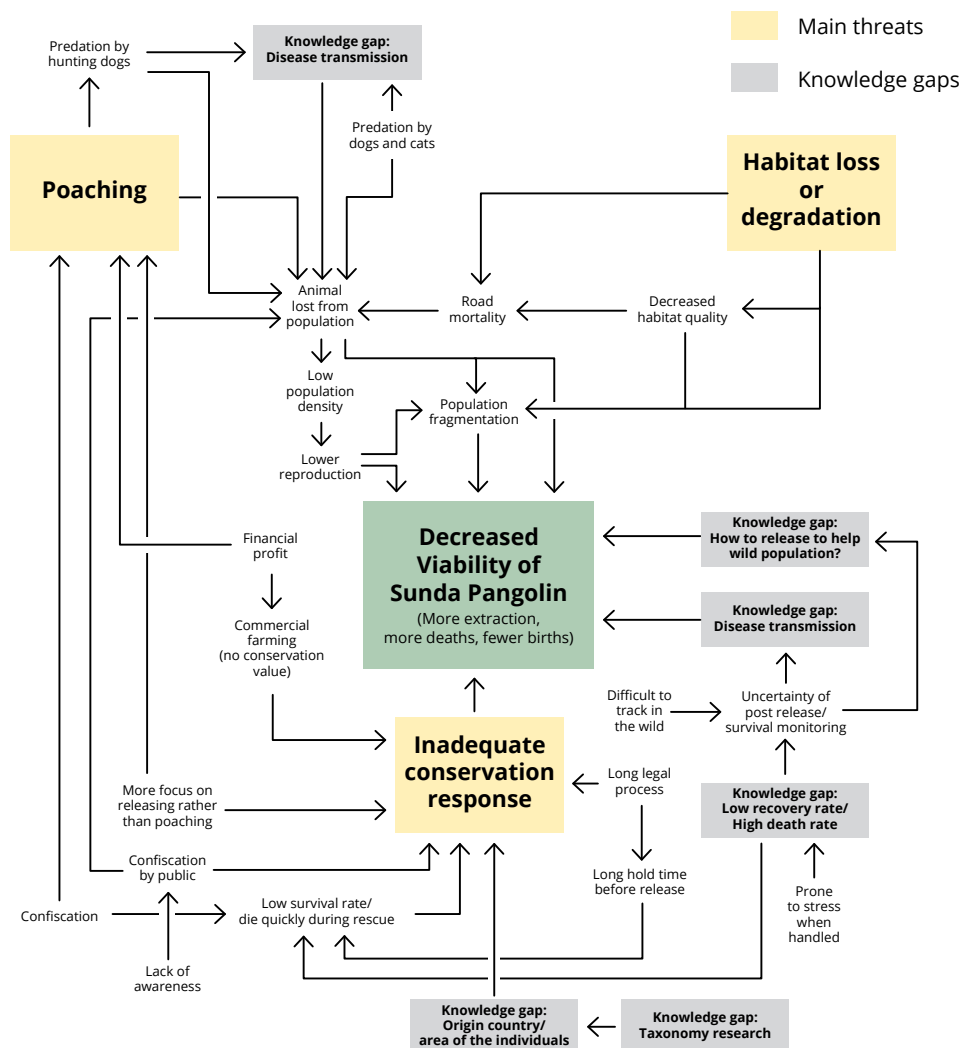 Main threats
Knowledge gaps
Predation by
hunting dogs
Knowledge gap:
Disease transmission
Predation by
dogs and cats
Poaching
Habitat loss
or
degradation
Animal
lost from
population
Road
mortality
Decreased
habitat quality
Low
population
density
Population
fragmentation
Lower
reproduction
Financial
profit
Decreased
Viability of
Sunda Pangolin
(More extraction,
more deaths, fewer births)
Knowledge gap:
How to release to help
wild population?
Commercial
farming
(no conservation
value)
Knowledge gap:
Disease transmission
Difficult to
track in
the wild
Uncertainty of
post release/
survival monitoring
Inadequate
conservation
response
Long legal
process
More focus on
releasing rather
than poaching
Knowledge gap:
Low recovery rate/
High death rate
Confiscation
by public
Long hold time
before release
Confiscation
Low survival rate/
die quickly during rescue
Prone
to stress
when
handled
Lack of
awareness
Knowledge gap:
Origin country/
area of the individuals
Knowledge gap:
Taxonomy research